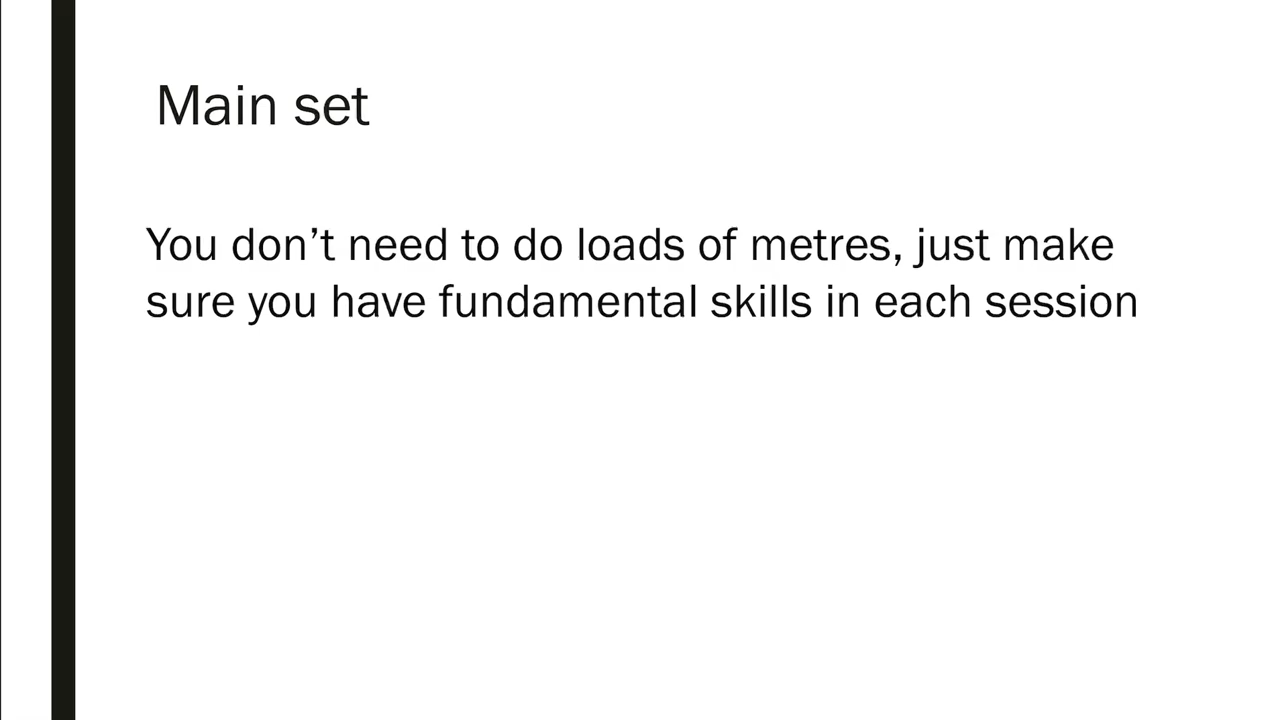 Main set
You don’t need to do loads of metres, just make
sure you have fundamental skills in each session